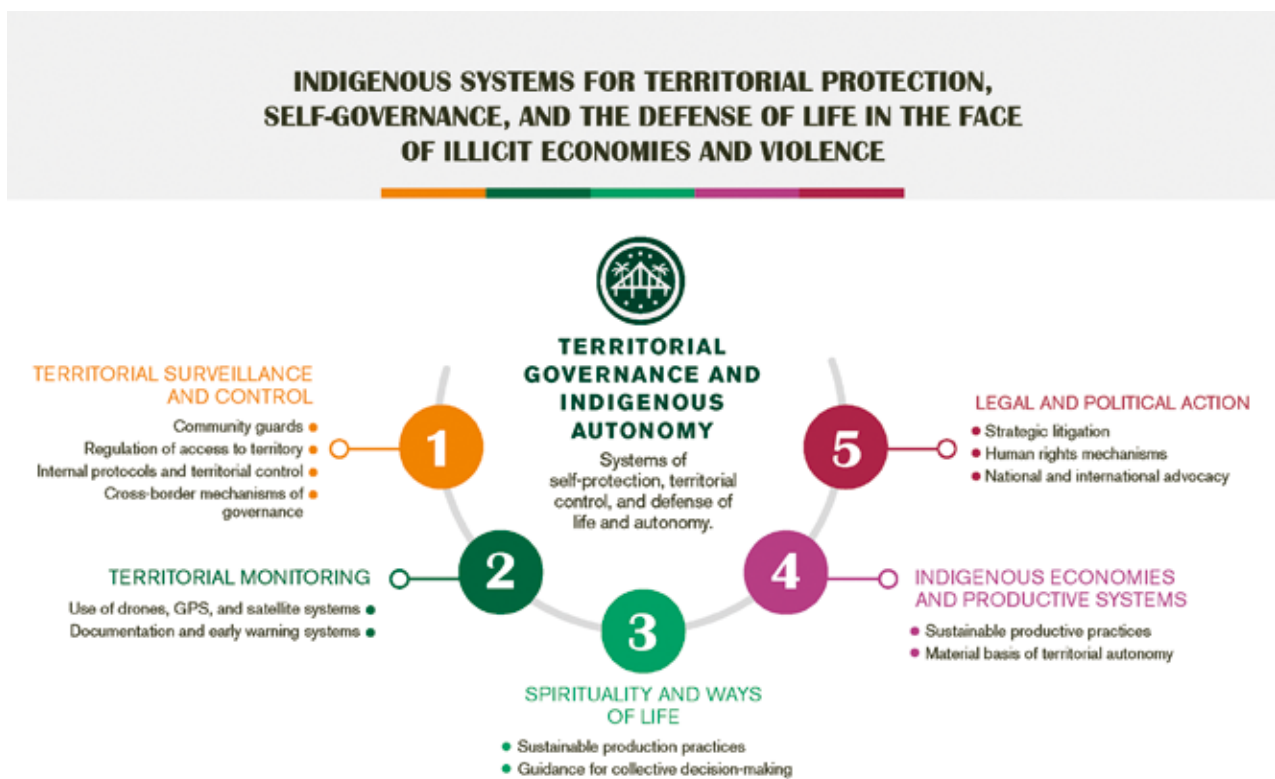 INDIGENOUS SYSTEMS FOR TERRITORIAL PROTECTION,
SELF-GOVERNANCE, AND THE DEFENSE OF LIFE IN THE FACE
OF ILLICIT ECONOMIES AND VIOLENCE
TERRITORIAL
GOVERNANCE AND
INDIGENOUS
AUTONOMY
Systems of
self-protection, territorial
control, and defense of
life and autonomy.
TERRITORIAL SURVEILLANCE
AND CONTROL
Community guards
Regulation of access to territory
Internal protocols and territorial control
Cross-border mechanisms of
governance
1
TERRITORIAL MONITORING
Use of drones, GPS, and satellite systems
Documentation and early warning systems
2
3
SPIRITUALITY AND WAYS
OF LIFE
Sustainable production practices
Guidance for collective decision-making
4
INDIGENOUS ECONOMIES
AND PRODUCTIVE SYSTEMS
Sustainable productive practices
Material basis of territorial autonomy
5
LEGAL AND POLITICAL ACTION
Strategic litigation
Human rights mechanisms
National and international advocacy